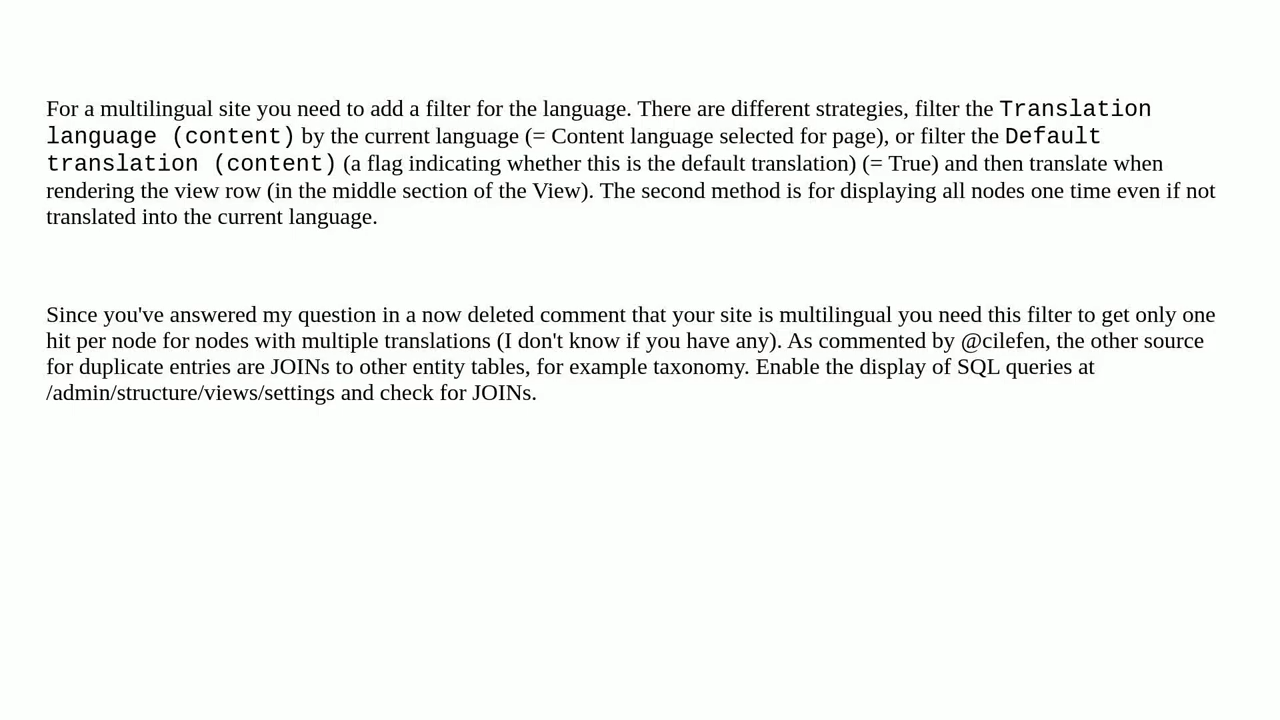 For a multilingual site you need to add a filter for the language. There are different strategies, filter the Translation
language (content) by the current language (= Content language selected for page), or filter the Default
translation (content) (a flag indicating whether this is the default translation) (= True) and then translate when
rendering the view row (in the middle section of the View). The second method is for displaying all nodes one time even if not
translated into the current language.
Since you've answered my question in a now deleted comment that your site is multilingual you need this filter to get only one
hit per node for nodes with multiple translations (I don't know if you have any). As commented by @cilefen, the other source
for duplicate entries are JOINs to other entity tables, for example taxonomy. Enable the display of SQL queries at
/admin/structure/views/settings and check for JOINs.